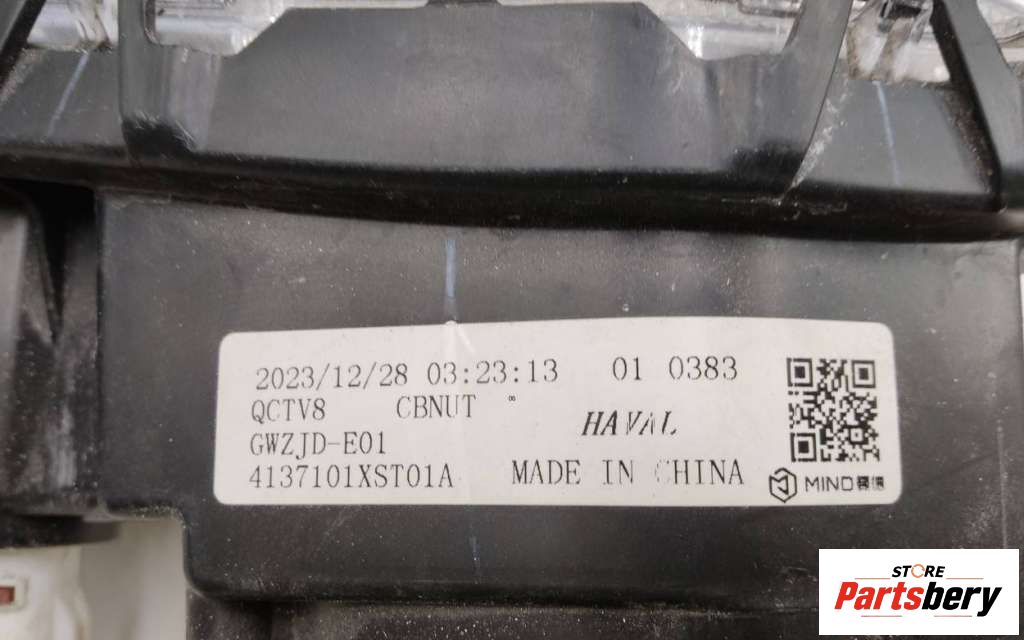 2023/12/28 03:23:13 01 0383
QCTV8 CBNUT ∞
HAVAL
GWZJD-E01
4137101XST01A MADE IN CHINA
MIND
STORE
Partsbery